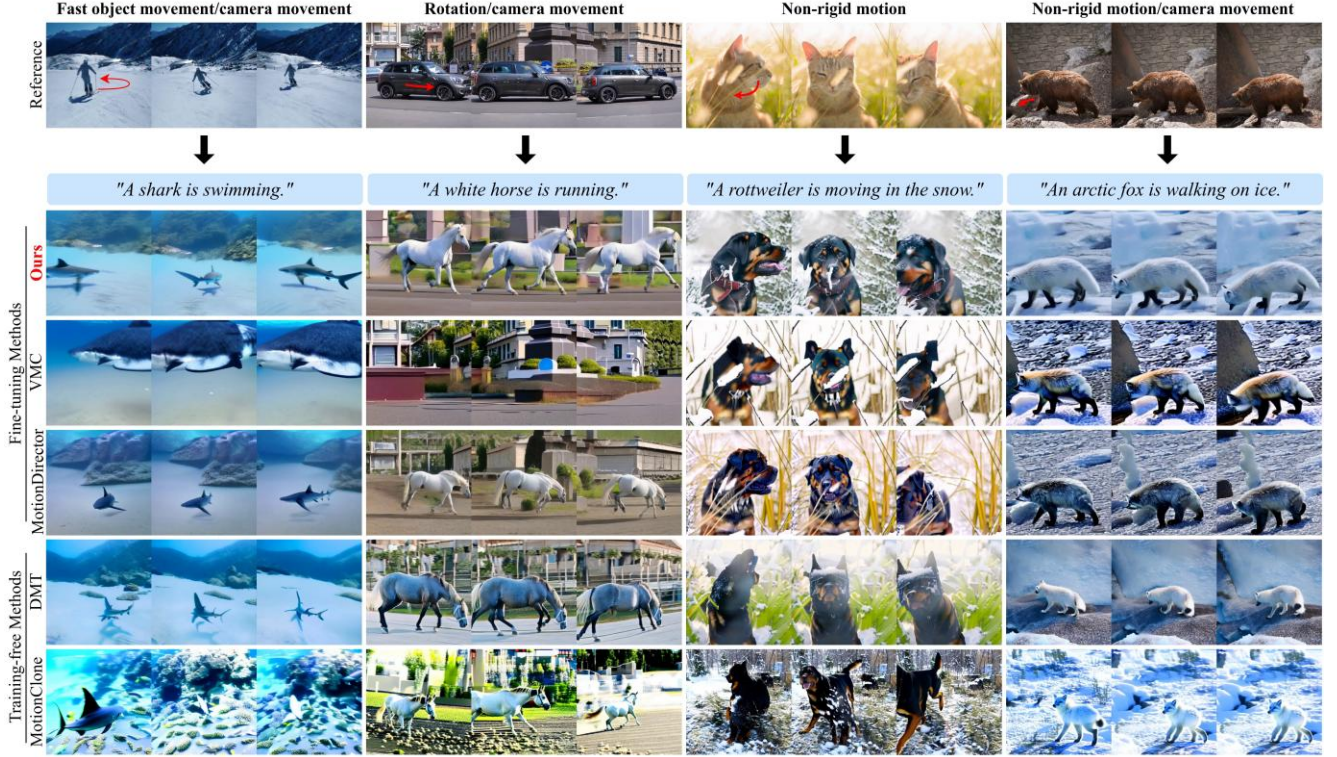 Fast object movement/camera movement
Rotation/camera movement
Non-rigid motion
Non-rigid motion/camera movement
Reference
"A shark is swimming."
"A white horse is running."
"A rottweiler is moving in the snow."
"An arctic fox is walking on ice."
Fine-tuning Methods
Ours
VMC
MotionDirector
Training-free Methods
DMT
MotionClone